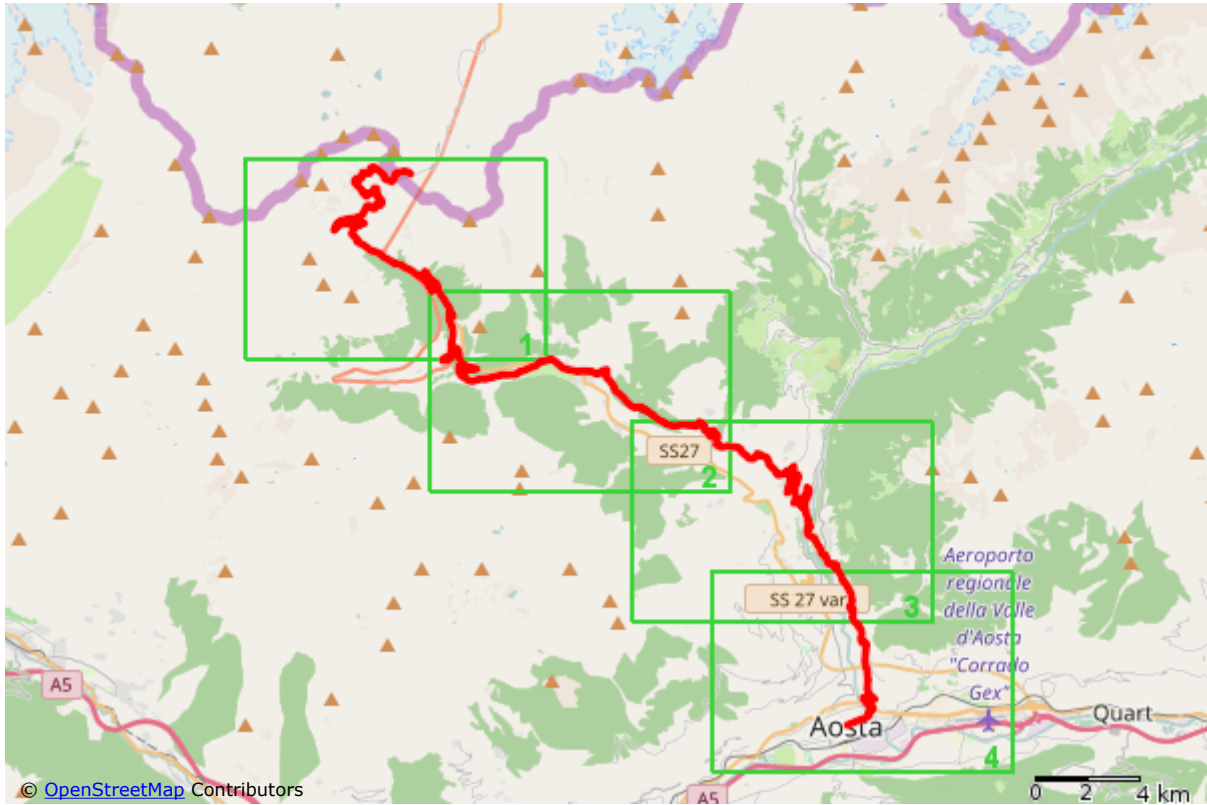 1
SS27
2
Aeroporto
regionale
della Valle
d'Aosta
"Corrado
Gex"
SS 27 var
3
A5
Aosta
Quart
4
A5
0 2 4 km
© OpenStreetMap Contributors